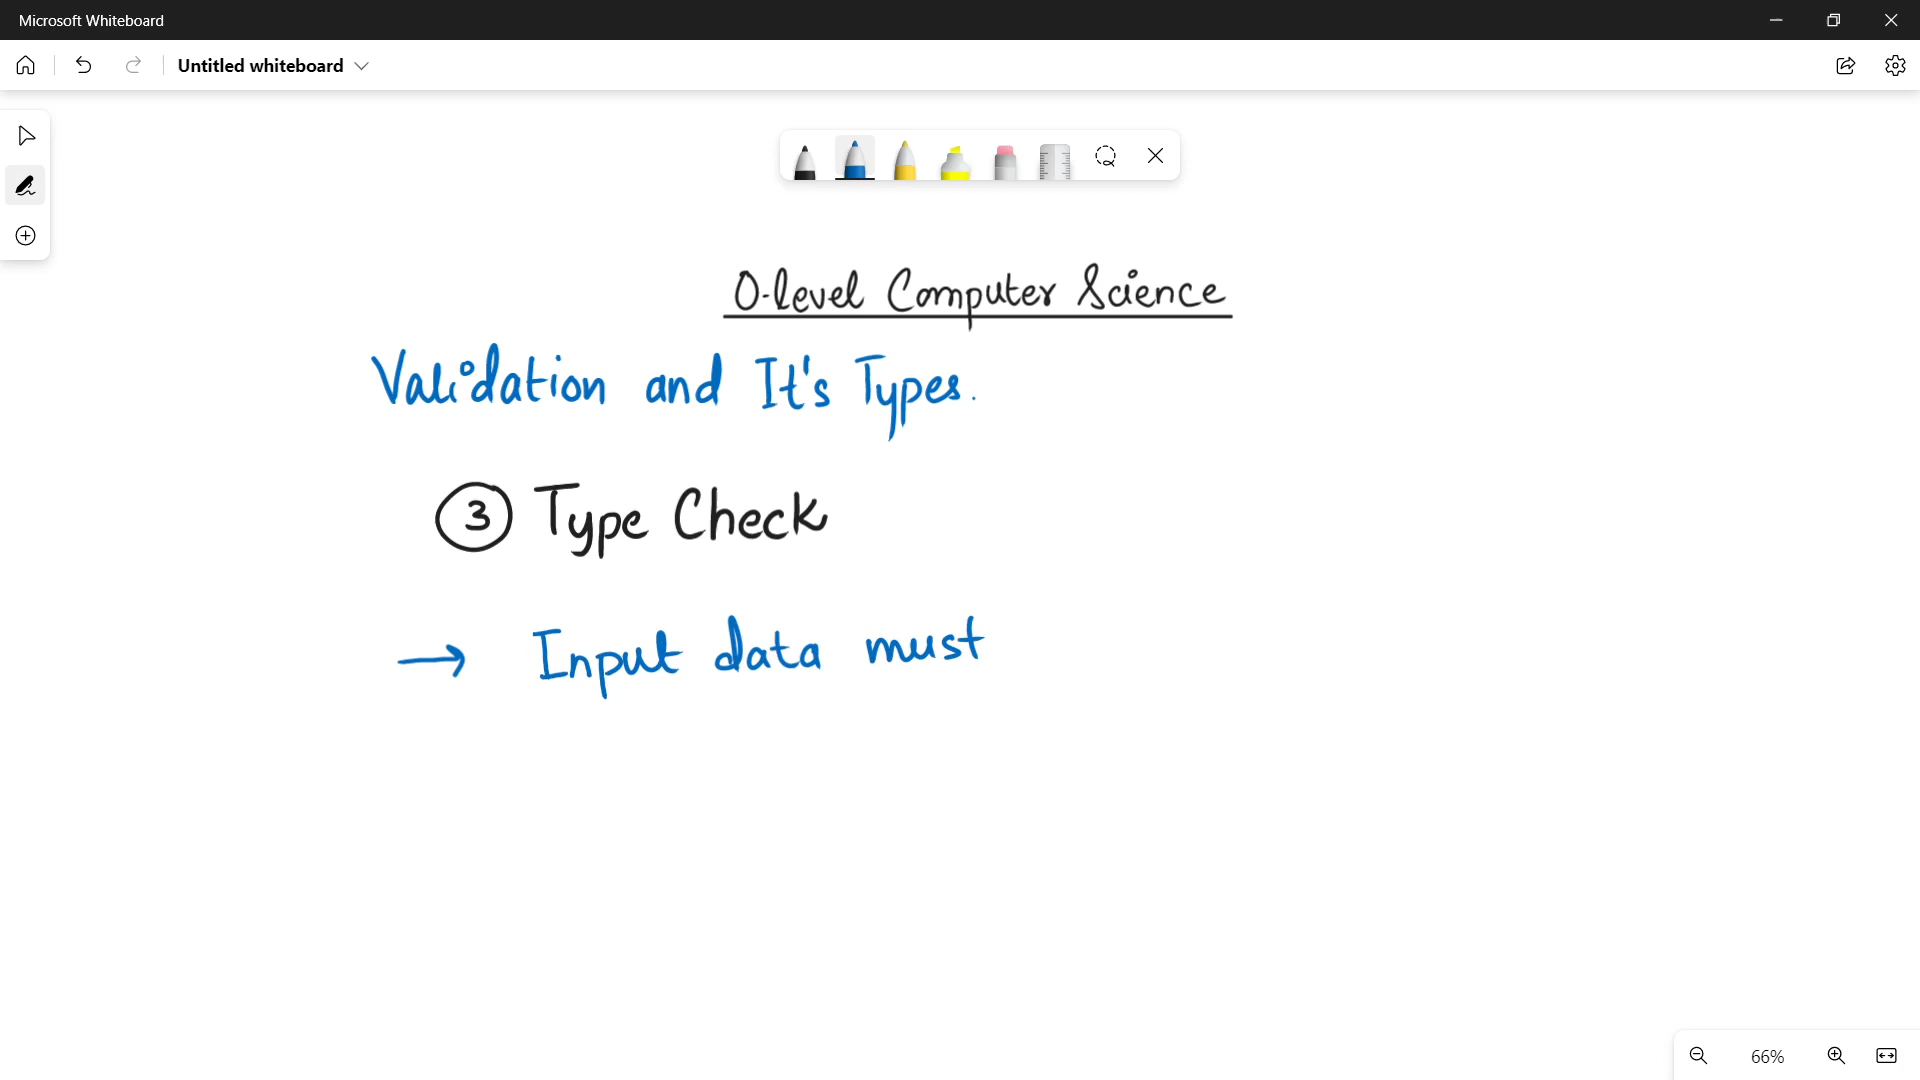 Microsoft Whiteboard
Untitled whiteboard
O-level Computer Science
Validation and It's Types.
3 Type Check
→ Input data must
66%